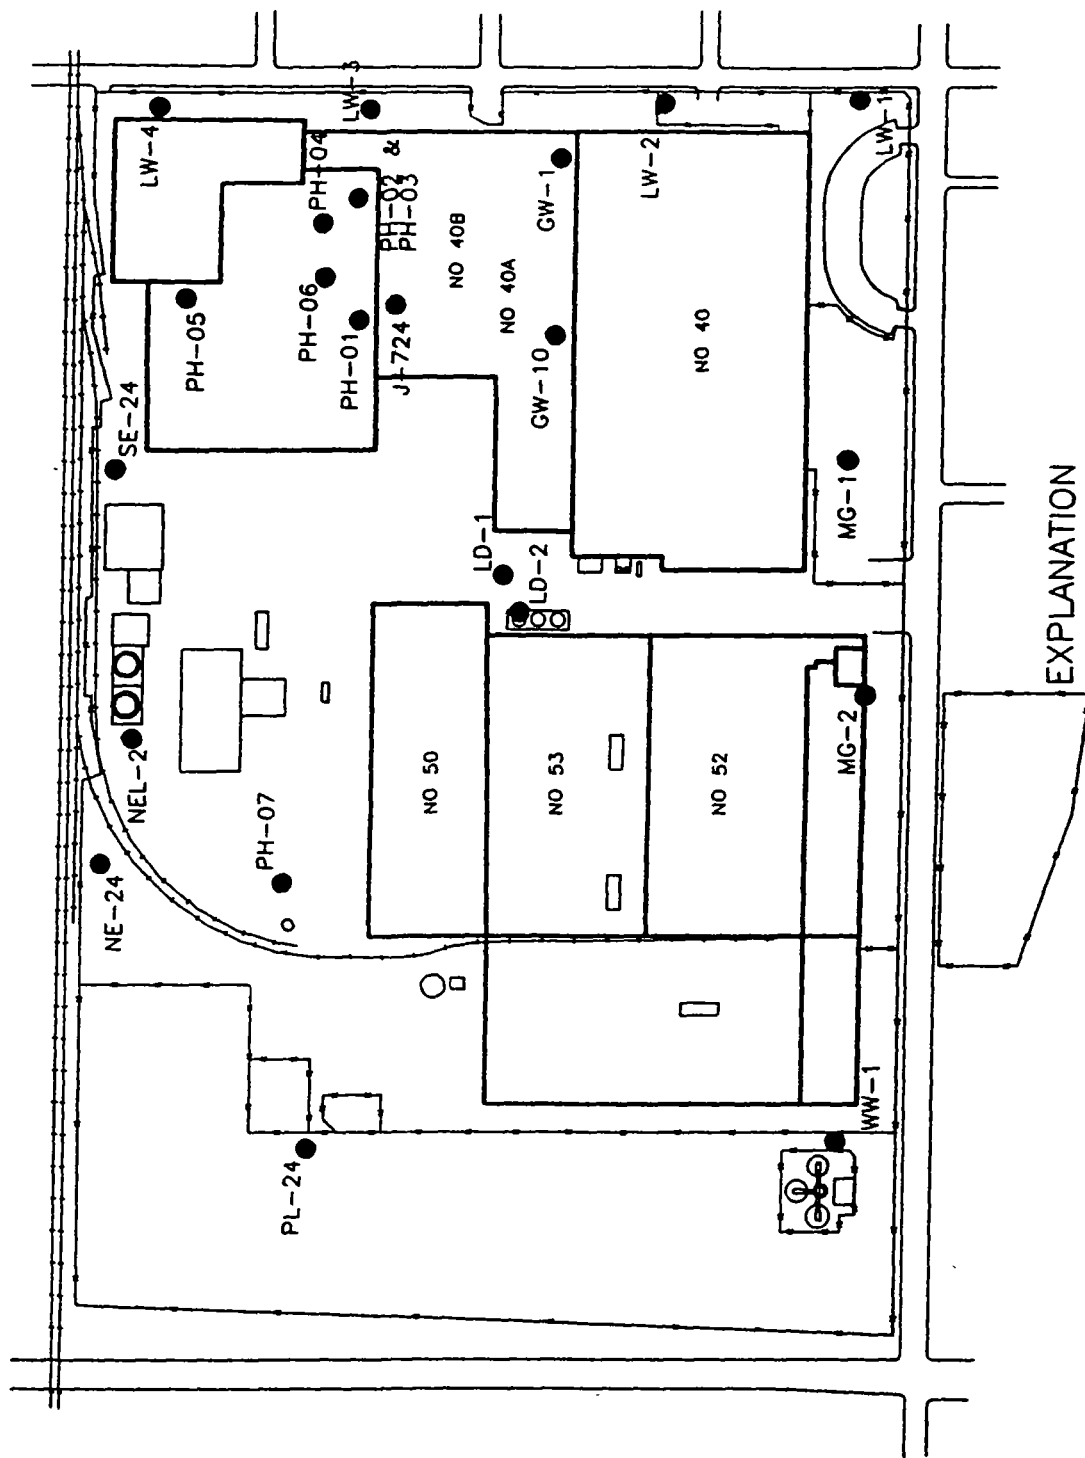 LW-4
LW-3
PH-04
&
PH-02
PH-03
GW-1
LW-2
LW-1
NO 40B
NO 40A
PH-05
PH-06
PH-01
J-724
GW-10
NO 40
SE-24
MG-1
LD-1
LD-2
EXPLANATION
NEL-2
NO 50
NO 53
NO 52
MG-2
PH-07
NE-24
WW-1
PL-24